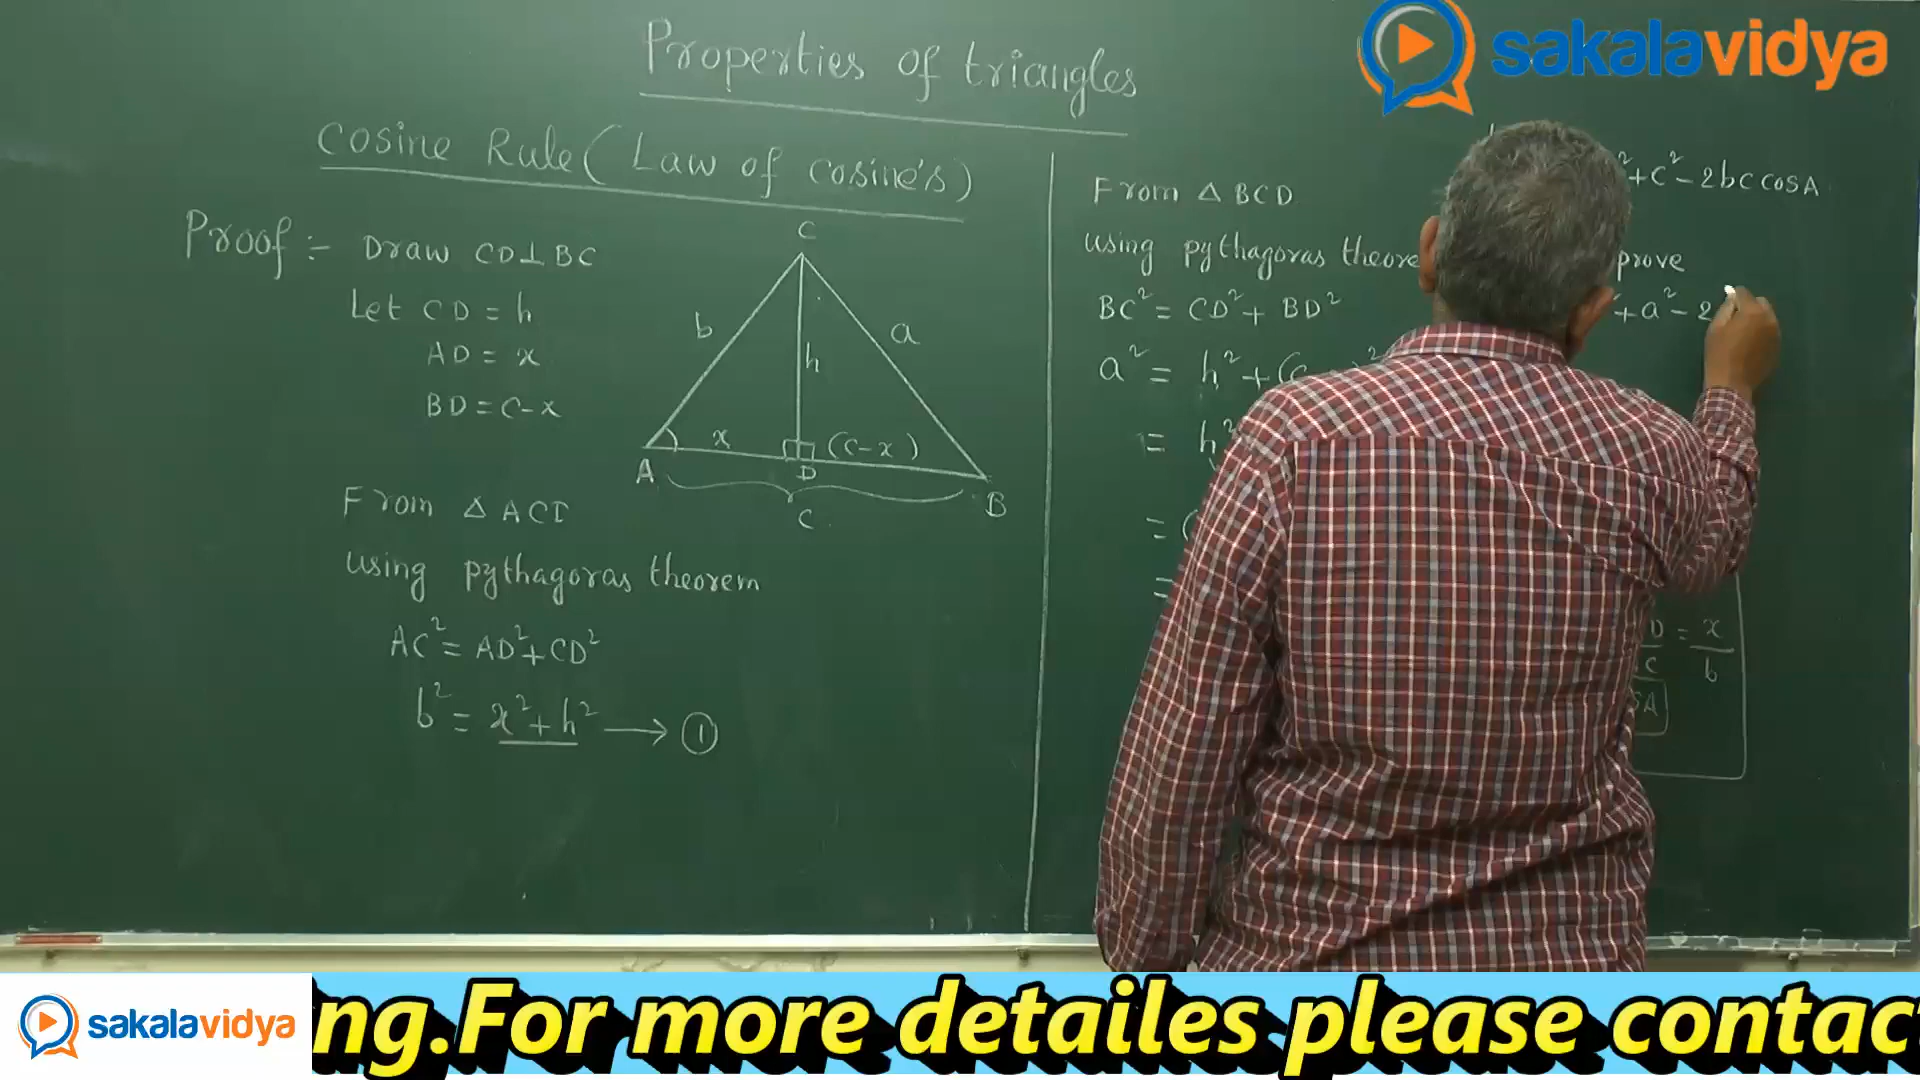 sakalavidya
Properties of triangles
Cosine Rule ( Law of cosine's )
Proof :- Draw CD⊥BC
Let CD = h
AD = x
BD = c-x
C
b
a
h
x
(c-x)
A
D
B
C
From △ ACD
using pythagoras theorem
AC² = AD²+CD²
b² = x²+h² → ①
From △ BCD
using pythagoras
BC² = CD²+ BD²
a² = h²+(
= h²
= (
=
²+c²-2bc cosA
prove
+a²-2
= x/b
A
sakalavidya
ng.For more detailes please contac